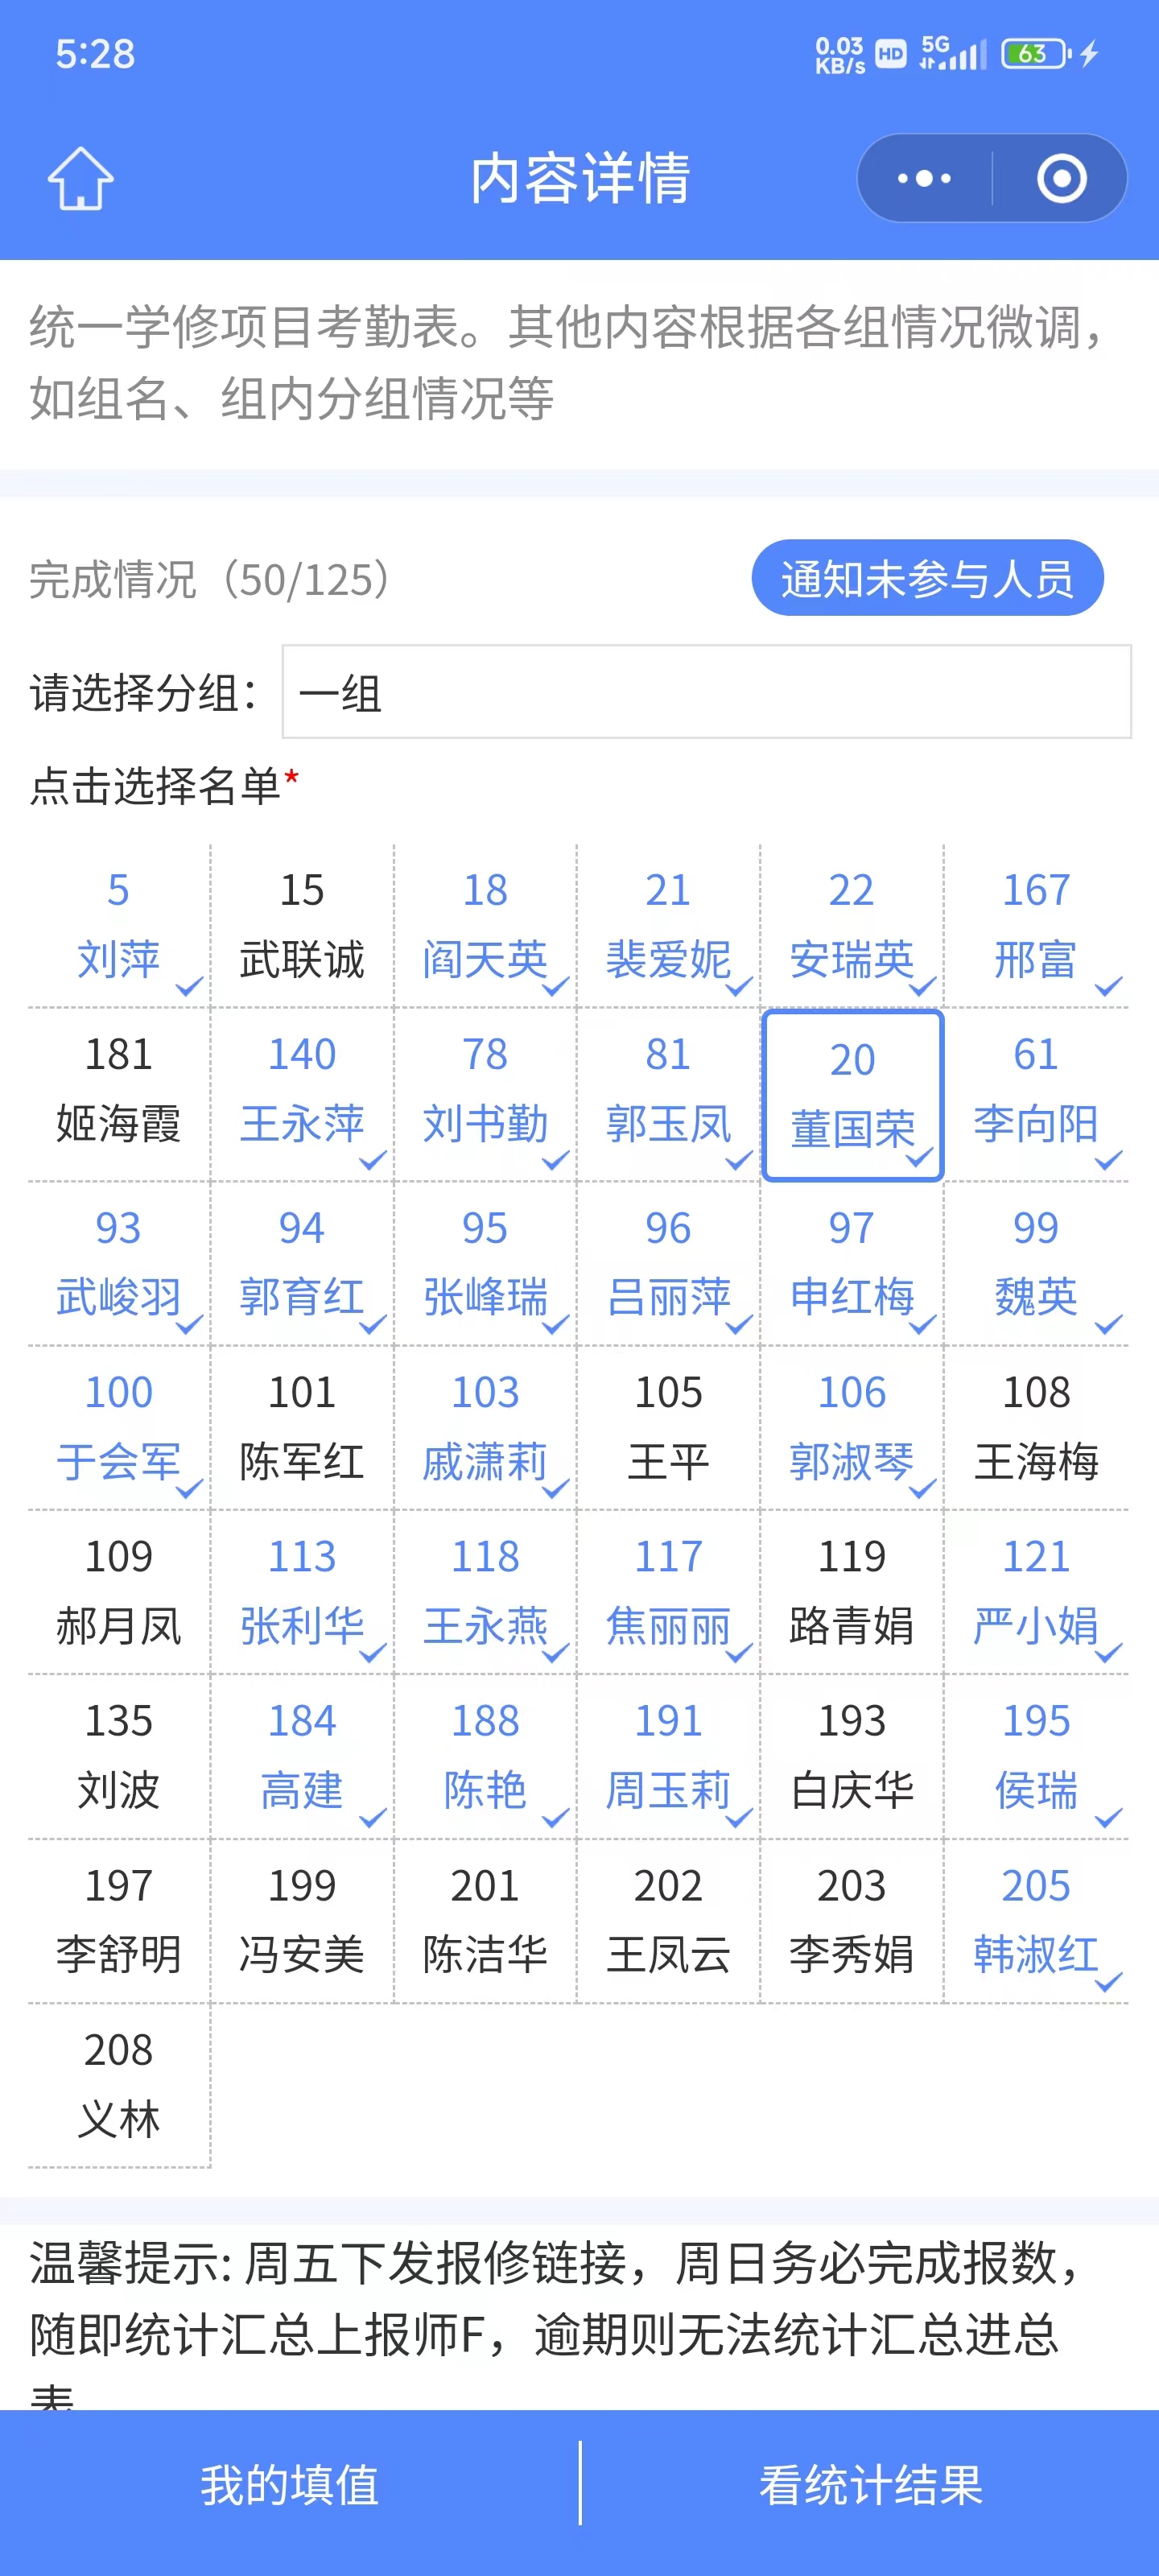 5:28
0.03
KB/s
HD
5G
63
内容详情
统一学修项目考勤表。其他内容根据各组情况微调，
如组名、组内分组情况等
完成情况（50/125）
通知未参与人员
请选择分组：
一组
点击选择名单*
5 15 18 21 22 167
刘萍 武联诚 阎天英 裴爱妮 安瑞英 邢富
181 140 78 81 20 61
姬海霞 王永萍 刘书勤 郭玉凤 董国荣 李向阳
93 94 95 96 97 99
武峻羽 郭育红 张峰瑞 吕丽萍 申红梅 魏英
100 101 103 105 106 108
于会军 陈军红 戚潇莉 王平 郭淑琴 王海梅
109 113 118 117 119 121
郝月凤 张利华 王永燕 焦丽丽 路青娟 严小娟
135 184 188 191 193 195
刘波 高建 陈艳 周玉莉 白庆华 侯瑞
197 199 201 202 203 205
李舒明 冯安美 陈洁华 王凤云 李秀娟 韩淑红
208
义林
温馨提示: 周五下发报修链接，周日务必完成报数，
随即统计汇总上报师F，逾期则无法统计汇总进总
表
我的填值
看统计结果